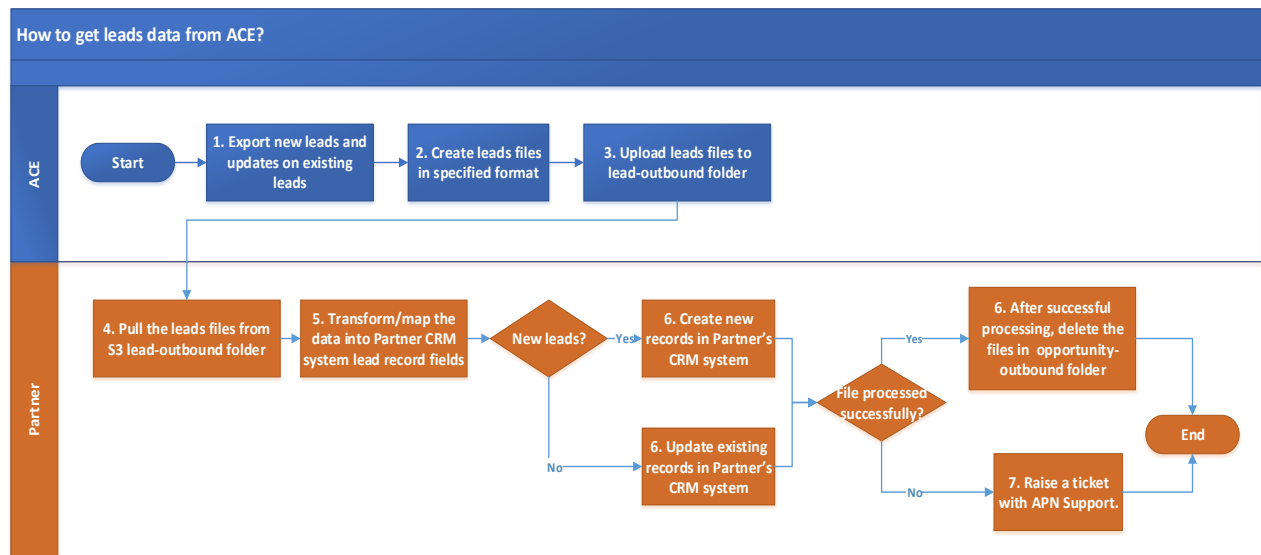 How to get leads data from ACE?
ACE
Start
1. Export new leads and
updates on existing
leads
2. Create leads files
in specified format
3. Upload leads files to
lead-outbound folder
Partner
4. Pull the leads files from
S3 lead-outbound folder
5. Transform/map the
data into Partner CRM
system lead record fields
New leads?
Yes
6. Create new
records in Partner's
CRM system
No
6. Update existing
records in Partner's
CRM system
File processed
successfully?
Yes
6. After successful
processing, delete the
files in opportunity-
outbound folder
No
7. Raise a ticket
with APN Support.
End